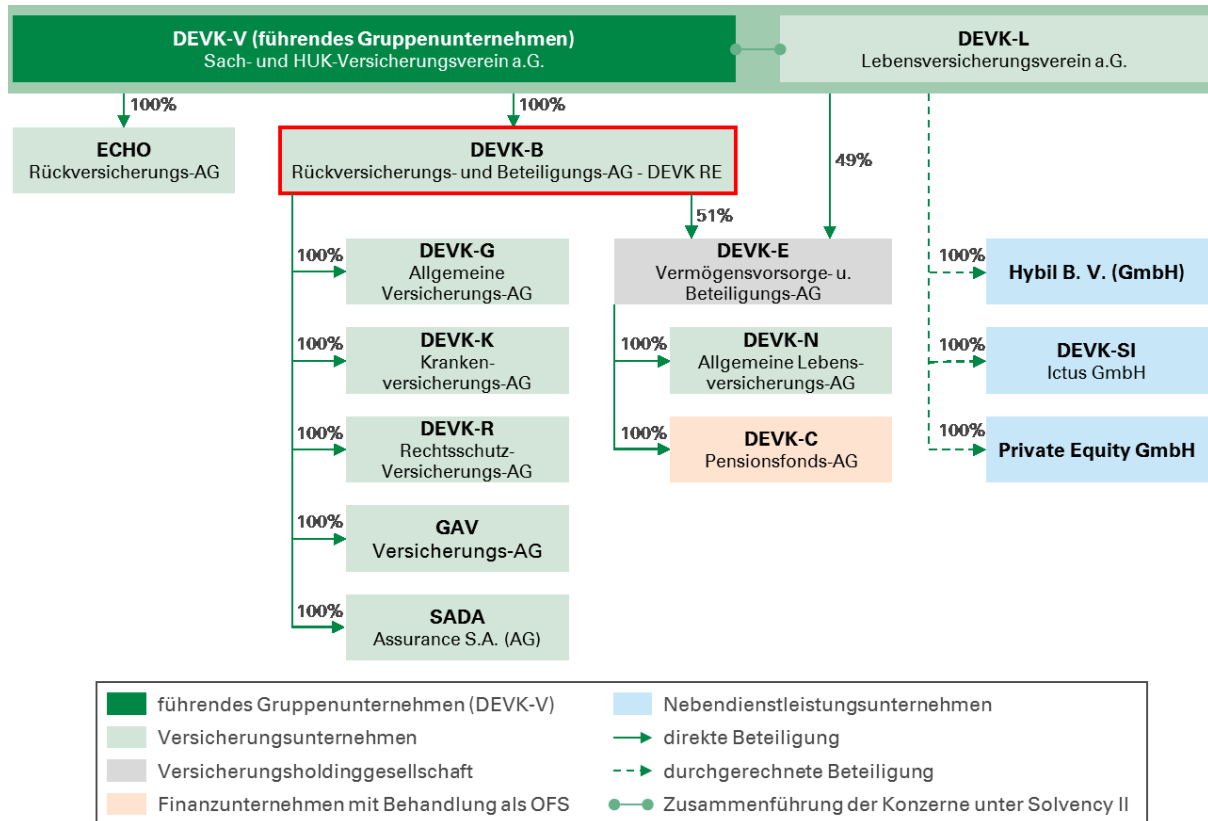 DEVK-V (führendes Gruppenunternehmen)
Sach- und HUK-Versicherungsverein a.G.
DEVK-L
Lebensversicherungsverein a.G.
100%
100%
49%
ECHO
Rückversicherungs-AG
DEVK-B
Rückversicherungs- und Beteiligungs-AG - DEVK RE
51%
100%
DEVK-G
Allgemeine
Versicherungs-AG
DEVK-E
Vermögensvorsorge- u.
Beteiligungs-AG
100%
Hybil B. V. (GmbH)
100%
DEVK-K
Kranken-
versicherungs-AG
100%
DEVK-N
Allgemeine Lebens-
versicherungs-AG
100%
DEVK-SI
Ictus GmbH
100%
DEVK-R
Rechtsschutz-
Versicherungs-AG
100%
DEVK-C
Pensionsfonds-AG
100%
Private Equity GmbH
100%
GAV
Versicherungs-AG
100%
SADA
Assurance S.A. (AG)
führendes Gruppenunternehmen (DEVK-V)
Versicherungsunternehmen
Versicherungsholdinggesellschaft
Finanzunternehmen mit Behandlung als OFS
Nebendienstleistungsunternehmen
direkte Beteiligung
durchgerechnete Beteiligung
Zusammenführung der Konzerne unter Solvency II